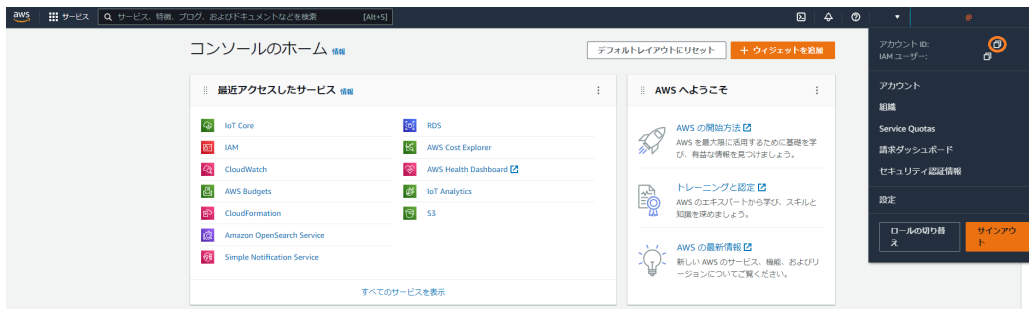 aws サービス サービス、特徴、ブログ、およびドキュメントなどを検索 [Alt+S] @
コンソールのホーム 情報
デフォルトレイアウトにリセット
+ ウィジェットを追加
最近アクセスしたサービス 情報
IoT Core
IAM
CloudWatch
AWS Budgets
CloudFormation
Amazon OpenSearch Service
Simple Notification Service
RDS
AWS Cost Explorer
AWS Health Dashboard
IoT Analytics
S3
すべてのサービスを表示
AWS へようこそ
AWS の開始方法
AWS を最大限に活用するために基礎を学
び、有益な情報を見つけましょう。
トレーニングと認定
AWS のエキスパートから学び、スキルと
知識を深めましょう。
AWS の最新情報
新しい AWS のサービス、機能、およびリ
ージョンについてご覧ください。
アカウント ID:
IAM ユーザー:
アカウント
組織
Service Quotas
請求ダッシュボード
セキュリティ認証情報
設定
ロールの切り替
え
サインアウ
ト